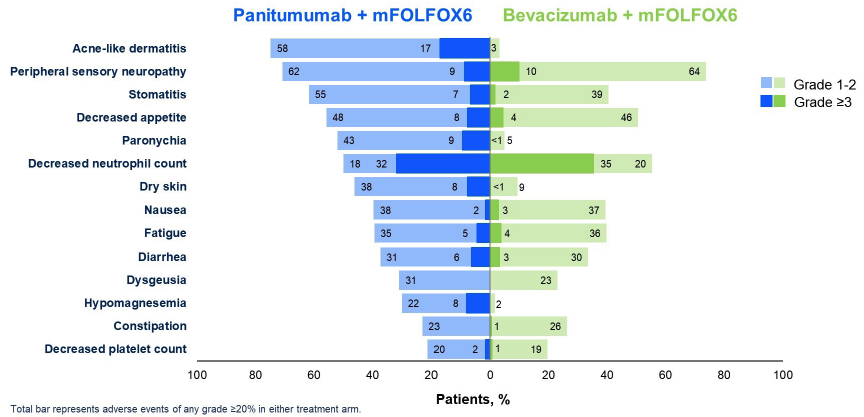 Panitumumab + mFOLFOX6 Bevacizumab + mFOLFOX6
Acne-like dermatitis 58 17 3
Peripheral sensory neuropathy 62 9 10 64
Stomatitis 55 7 2 39
Decreased appetite 48 8 4 46
Paronychia 43 9 <1 5
Decreased neutrophil count 18 32 35 20
Dry skin 38 8 <1 9
Nausea 38 2 3 37
Fatigue 35 5 4 36
Diarrhea 31 6 3 30
Dysgeusia 31 23
Hypomagnesemia 22 8 2
Constipation 23 1 26
Decreased platelet count 20 2 1 19
Grade 1-2
Grade ≥3
100 80 60 40 20 0 20 40 60 80 100
Patients, %
Total bar represents adverse events of any grade ≥20% in either treatment arm.